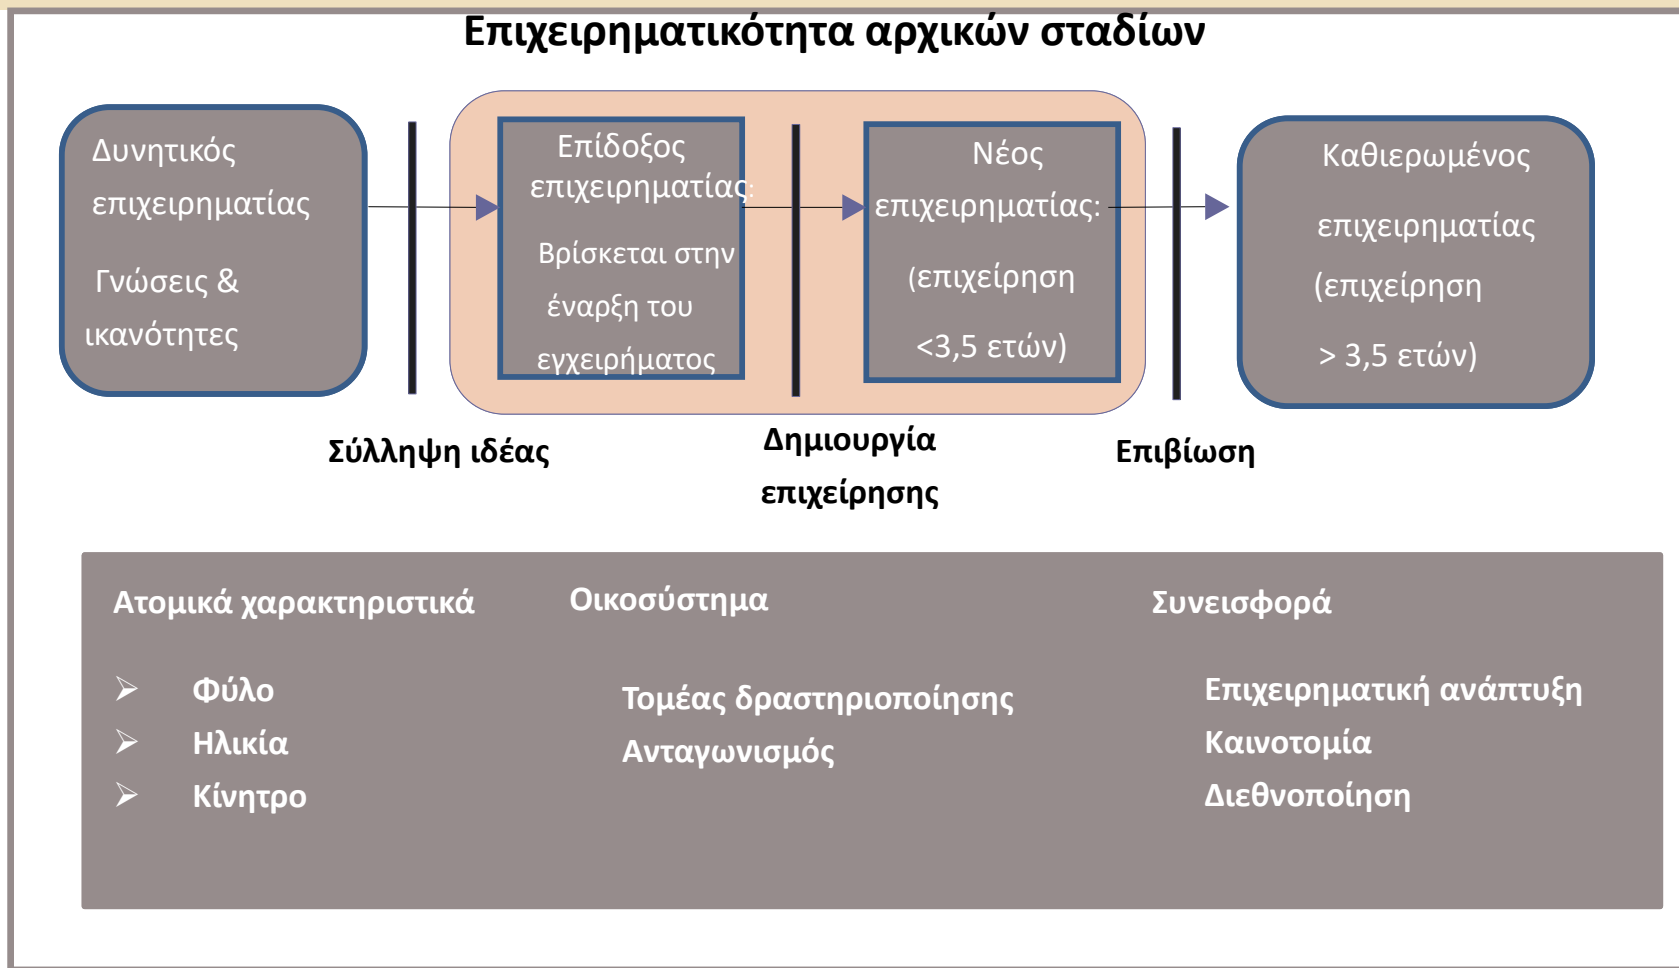 Επιχειρηματικότητα αρχικών σταδίων
Δυνητικός
επιχειρηματίας
Γνώσεις &
ικανότητες
Επίδοξος
επιχειρηματίας:
Βρίσκεται στην
έναρξη του
εγχειρήματος
Νέος
επιχειρηματίας:
(επιχείρηση
<3,5 ετών)
Καθιερωμένος
επιχειρηματίας
(επιχείρηση
> 3,5 ετών)
Σύλληψη ιδέας
Δημιουργία
επιχείρησης
Επιβίωση
Ατομικά χαρακτηριστικά
Φύλο
Ηλικία
Κίνητρο
Οικοσύστημα
Τομέας δραστηριοποίησης
Ανταγωνισμός
Συνεισφορά
Επιχειρηματική ανάπτυξη
Καινοτομία
Διεθνοποίηση